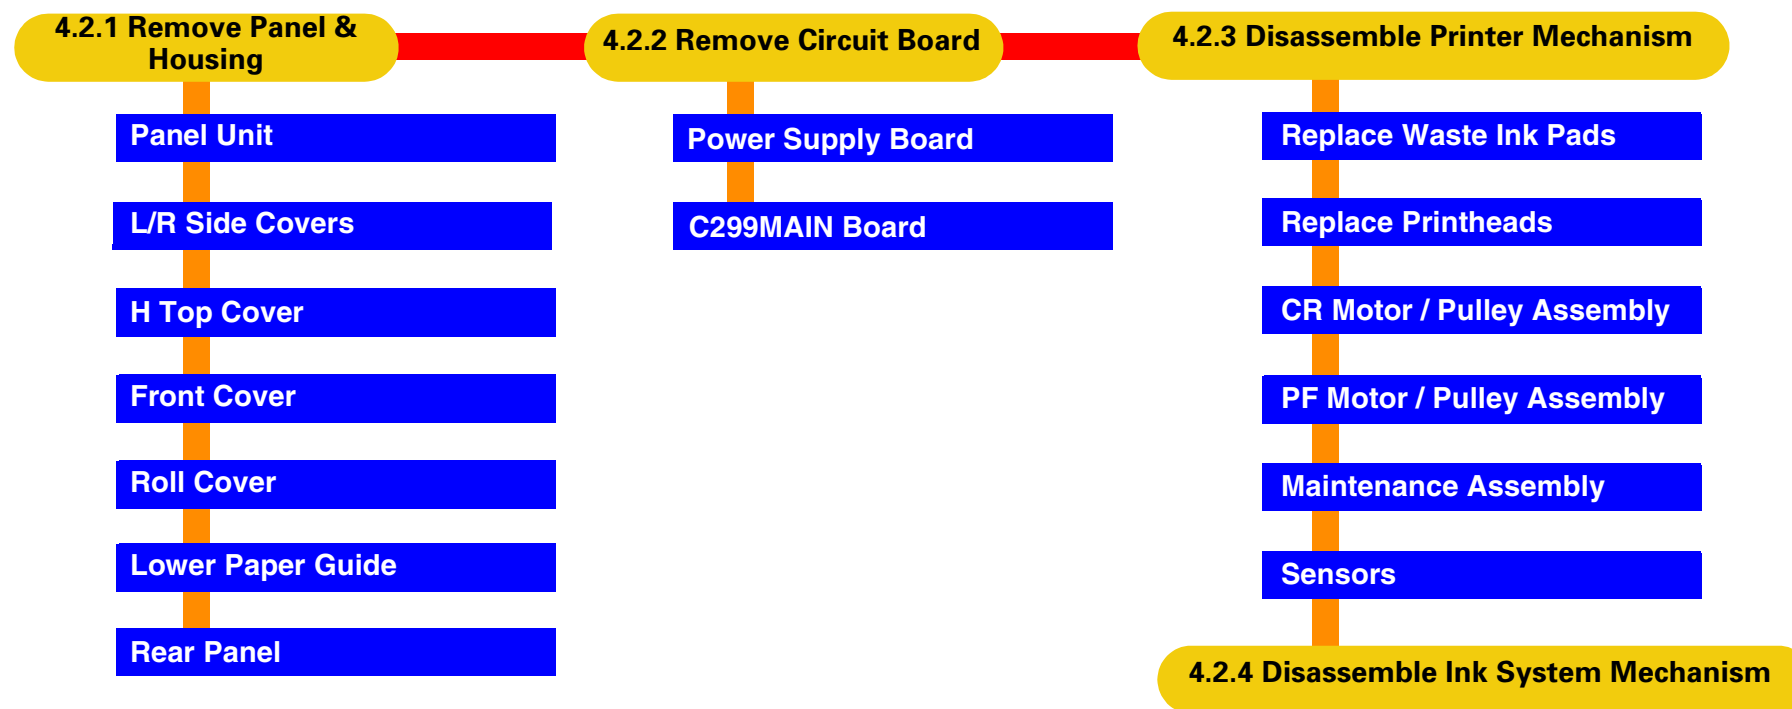 4.2.1 Remove Panel &
Housing
Panel Unit
L/R Side Covers
H Top Cover
Front Cover
Roll Cover
Lower Paper Guide
Rear Panel
4.2.2 Remove Circuit Board
Power Supply Board
C299MAIN Board
4.2.3 Disassemble Printer Mechanism
Replace Waste Ink Pads
Replace Printheads
CR Motor / Pulley Assembly
PF Motor / Pulley Assembly
Maintenance Assembly
Sensors
4.2.4 Disassemble Ink System Mechanism